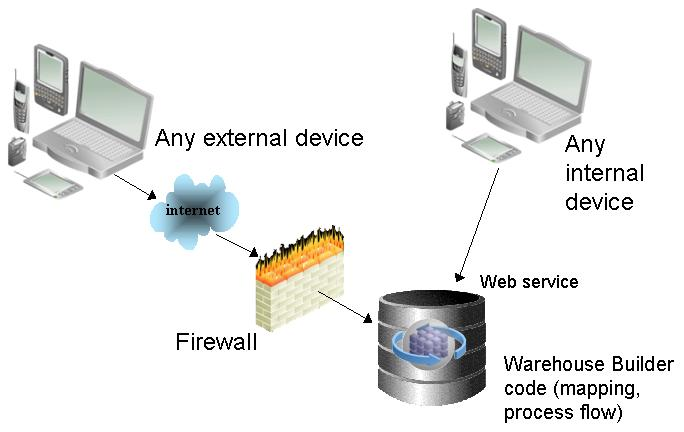 Any external device
Any
internal
device
internet
Web service
Firewall
Warehouse Builder
code (mapping,
process flow)